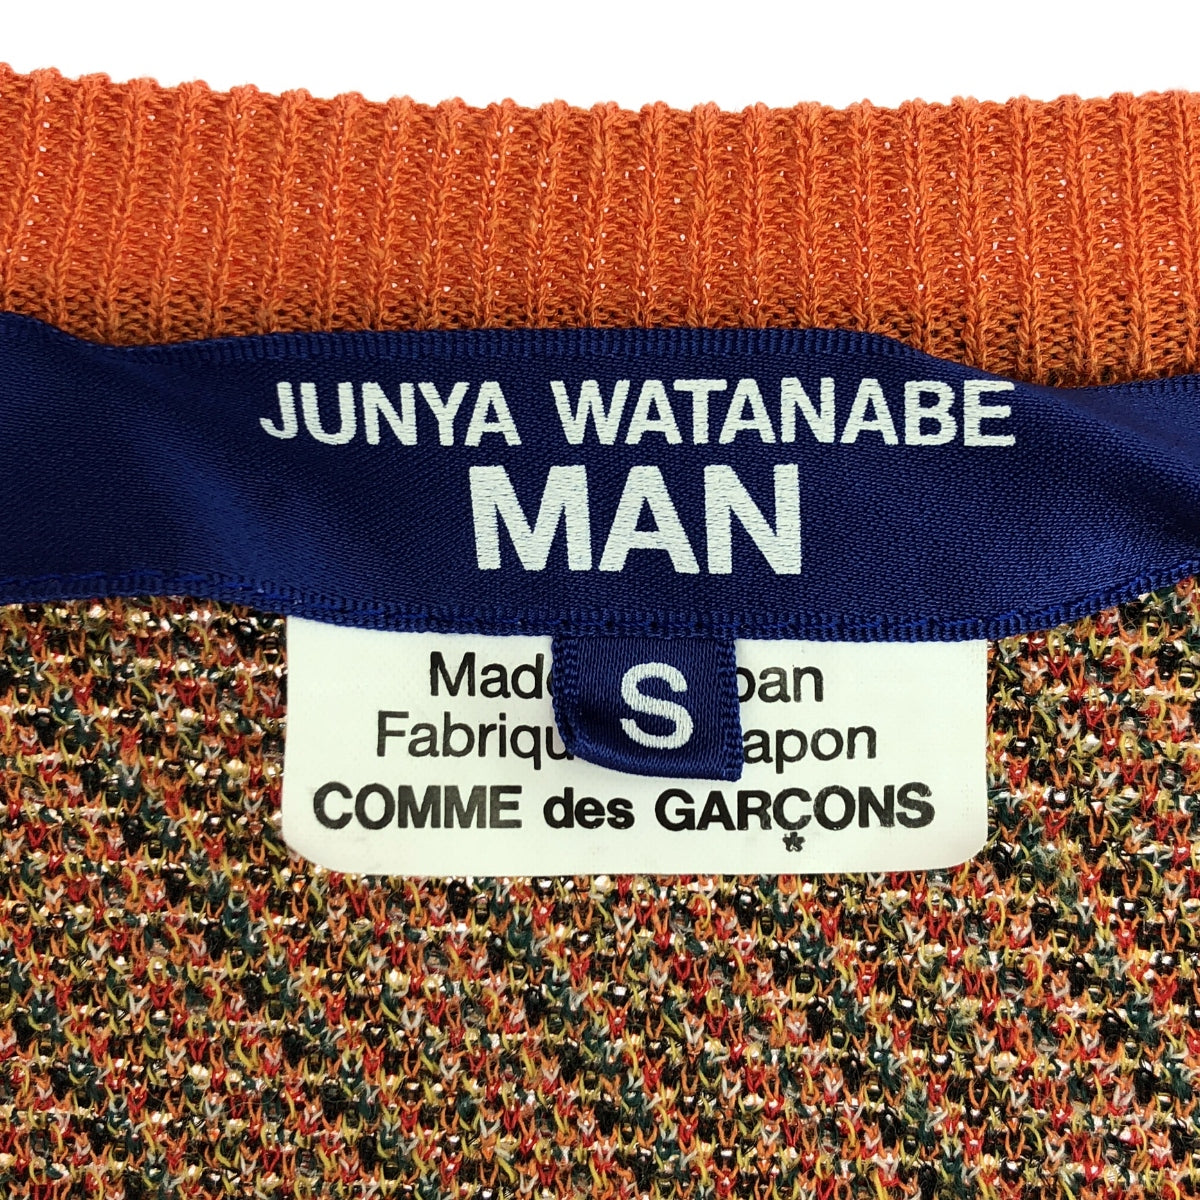 JUNYA WATANABE
MAN
S
Made pan
Fabriqu apon
COMME des GARÇONS